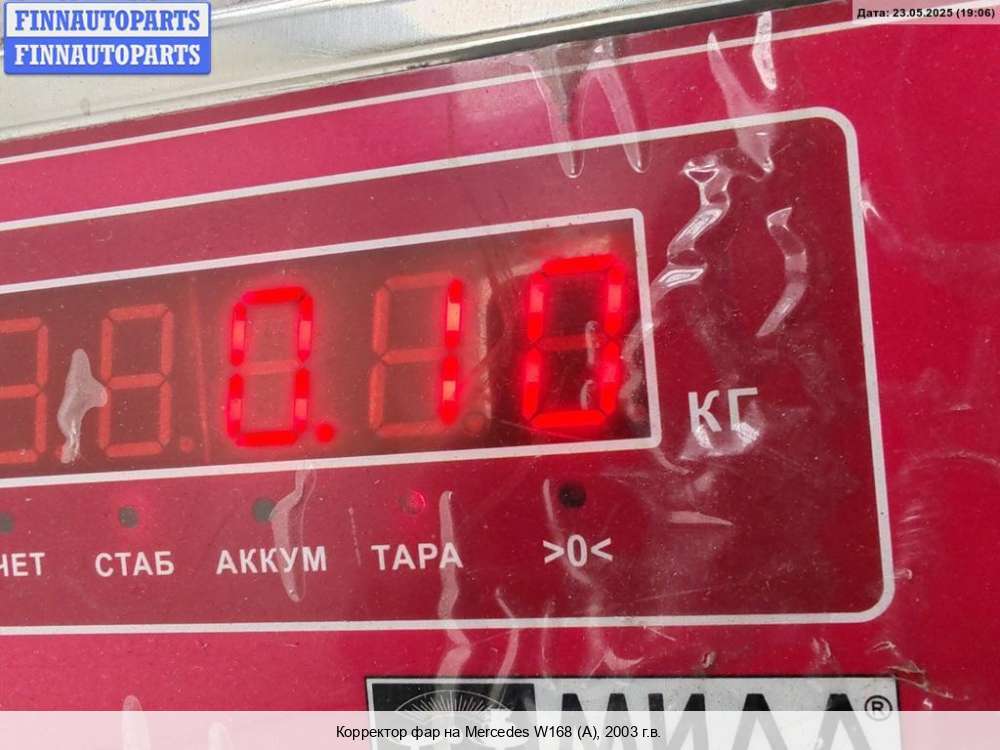 FINNAUTOPARTS
FINNAUTOPARTS
Дата: 23.05.2025 (19:06)
0.10
КГ
СТАБ АККУМ ТАРА >0<
®
Корректор фар на Mercedes W168 (A), 2003 г.в.